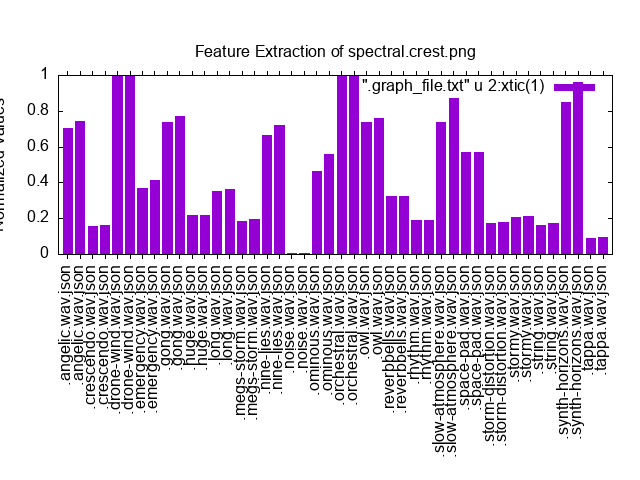 Feature Extraction of spectral.crest.png
Normalized Values
".graph_file.txt" u 2:xtic(1)
1
0.8
0.6
0.4
0.2
0
.angelic.wav.json
.angelic.wav.json
.crescendo.wav.json
.crescendo.wav.json
.drone-wind.wav.json
.drone-wind.wav.json
.emergency.wav.json
.emergency.wav.json
.gong.wav.json
.gong.wav.json
.huge.wav.json
.huge.wav.json
.long.wav.json
.long.wav.json
.megs-storm.wav.json
.megs-storm.wav.json
.nine-lies.wav.json
.nine-lies.wav.json
.noise.wav.json
.noise.wav.json
.ominous.wav.json
.ominous.wav.json
.orchestral.wav.json
.orchestral.wav.json
.owl.wav.json
.owl.wav.json
.reverbbells.wav.json
.reverbbells.wav.json
.rhythm.wav.json
.rhythm.wav.json
.slow-atmosphere.wav.json
.slow-atmosphere.wav.json
.space-pad.wav.json
.space-pad.wav.json
.storm-distortion.wav.json
.storm-distortion.wav.json
.stormy.wav.json
.stormy.wav.json
.string.wav.json
.string.wav.json
.synth-horizons.wav.json
.synth-horizons.wav.json
.tappa.wav.json
.tappa.wav.json